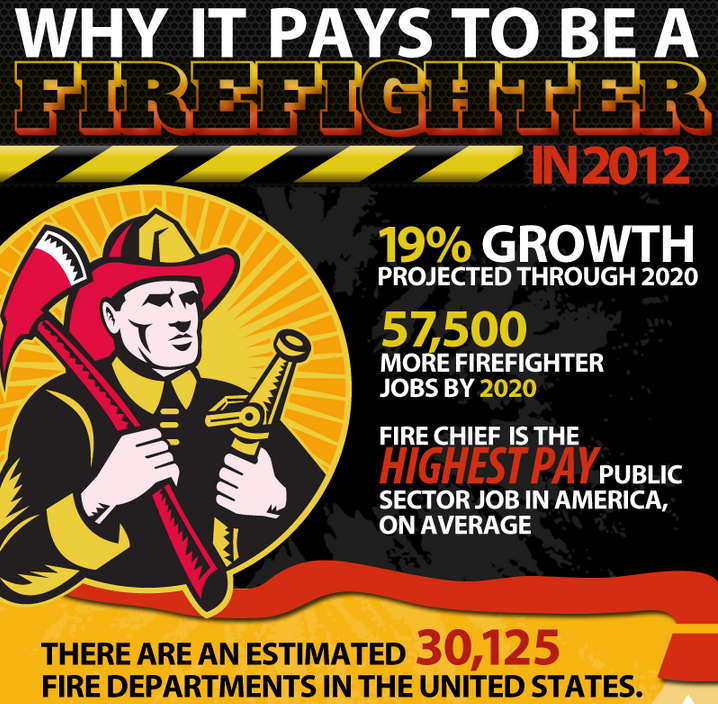 WHY IT PAYS TO BE A
FIREFIGHTER
IN 2012
19% GROWTH
PROJECTED THROUGH 2020
57,500
MORE FIREFIGHTER
JOBS BY 2020
FIRE CHIEF IS THE
HIGHEST PAY PUBLIC
SECTOR JOB IN AMERICA,
ON AVERAGE
THERE ARE AN ESTIMATED 30,125
FIRE DEPARTMENTS IN THE UNITED STATES.